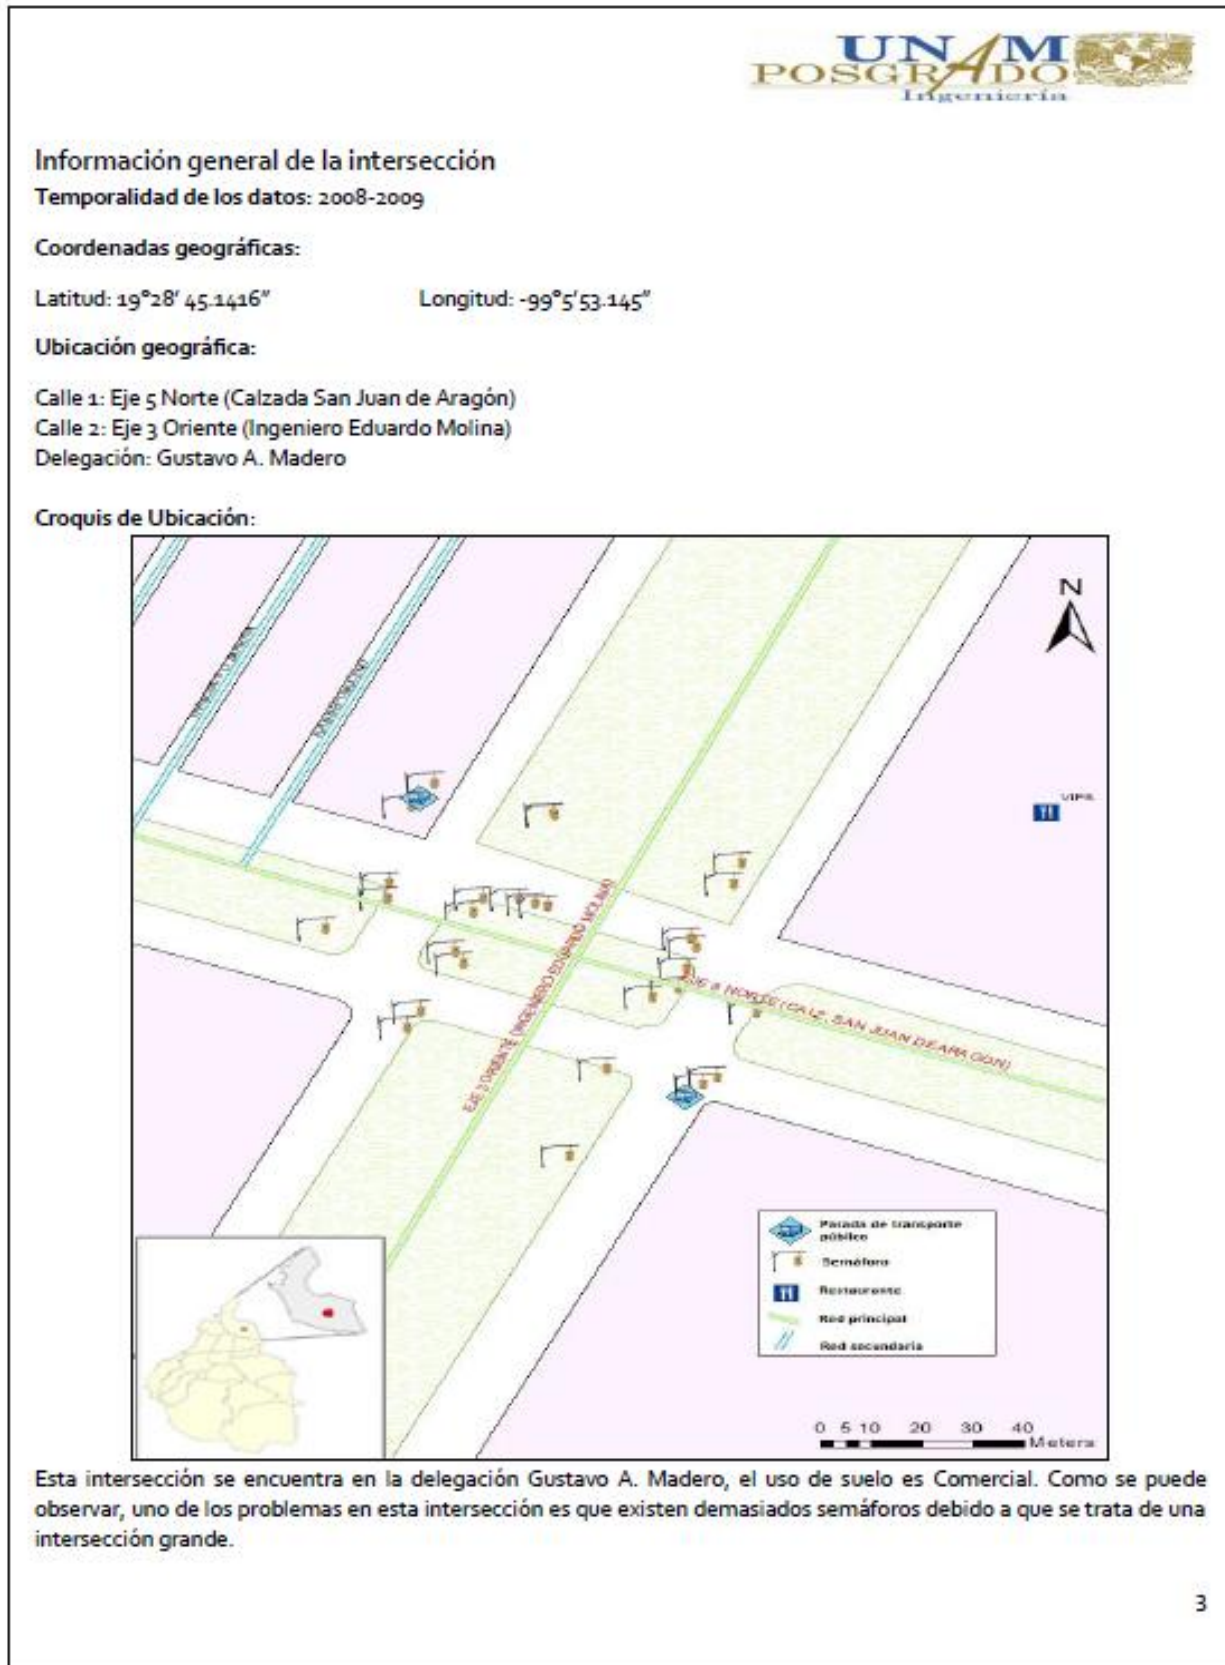 UNAM
POSGRADO
Ingeniería
Información general de la intersección
Temporalidad de los datos: 2008-2009
Coordenadas geográficas:
Latitud: 19°28' 45.1416" Longitud: -99°5'53.145"
Ubicación geográfica:
Calle 1: Eje 5 Norte (Calzada San Juan de Aragón)
Calle 2: Eje 3 Oriente (Ingeniero Eduardo Molina)
Delegación: Gustavo A. Madero
Croquis de Ubicación:
N
VIPS
EJE 3 ORIENTE (INGENIERO EDUARDO MOLINA)
NORTE (CALZ. SAN JUAN DE ARAGON)
Parada de transporte
público
Semáforo
Restaurante
Red principal
Red secundaria
0 5 10 20 30 40
Meters
Esta intersección se encuentra en la delegación Gustavo A. Madero, el uso de suelo es Comercial. Como se puede
observar, uno de los problemas en esta intersección es que existen demasiados semáforos debido a que se trata de una
intersección grande.
3